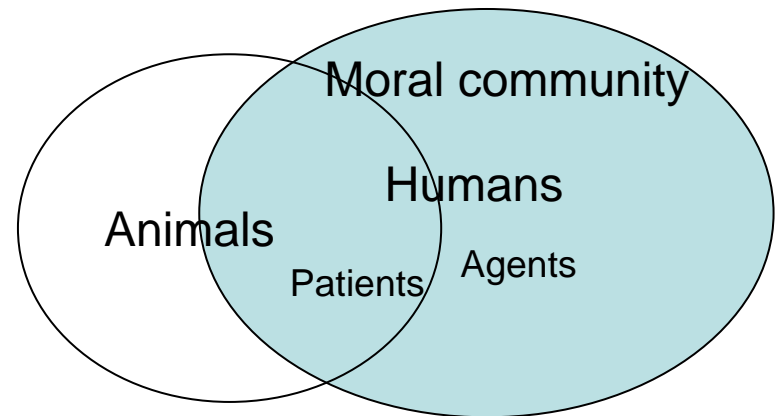 Moral community
Humans
Animals
Agents
Patients